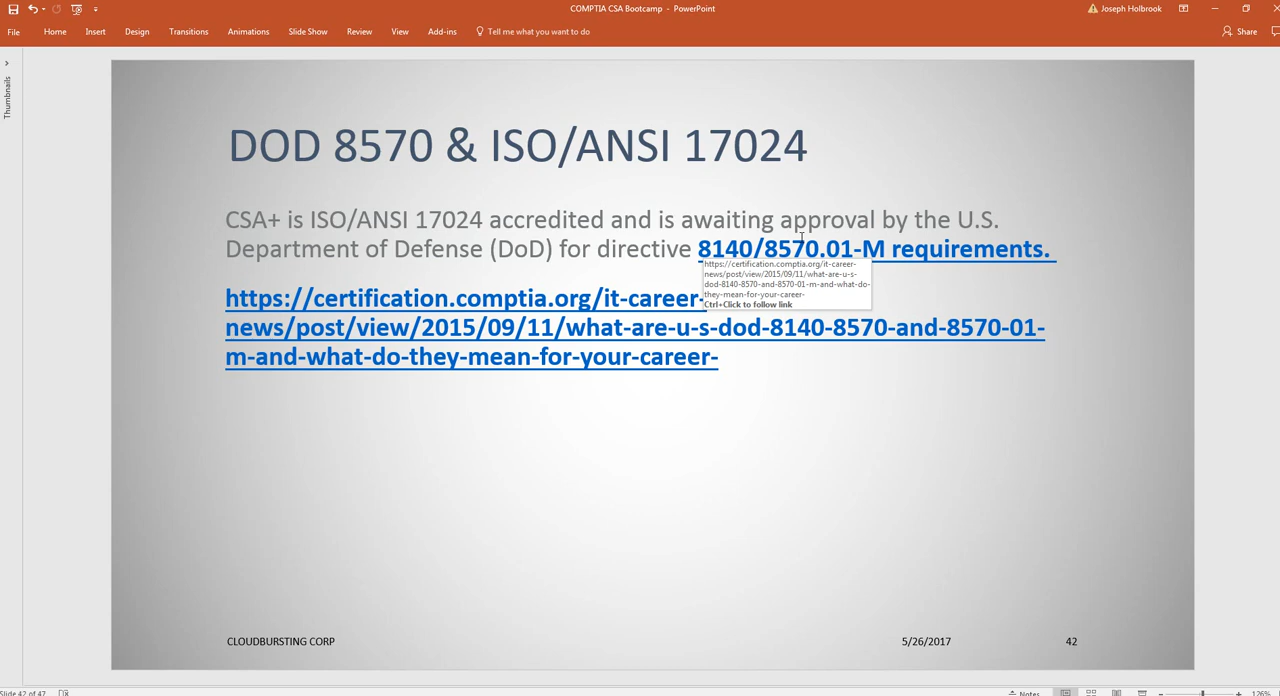 COMPTIA CSA Bootcamp - PowerPoint
Joseph Holbrook
File Home Insert Design Transitions Animations Slide Show Review View Add-ins Tell me what you want to do
Share
Thumbnails
DOD 8570 & ISO/ANSI 17024
CSA+ is ISO/ANSI 17024 accredited and is awaiting approval by the U.S.
Department of Defense (DoD) for directive 8140/8570.01-M requirements.
https://certification.comptia.org/it-career-
news/post/view/2015/09/11/what-are-u-s-
dod-8140-8570-and-8570-01-m-and-what-do-
they-mean-for-your-career-
Ctrl+Click to follow link
https://certification.comptia.org/it-career-
news/post/view/2015/09/11/what-are-u-s-dod-8140-8570-and-8570-01-
m-and-what-do-they-mean-for-your-career-
CLOUDBURSTING CORP
5/26/2017
42
Slide 42 of 47
Notes
126%